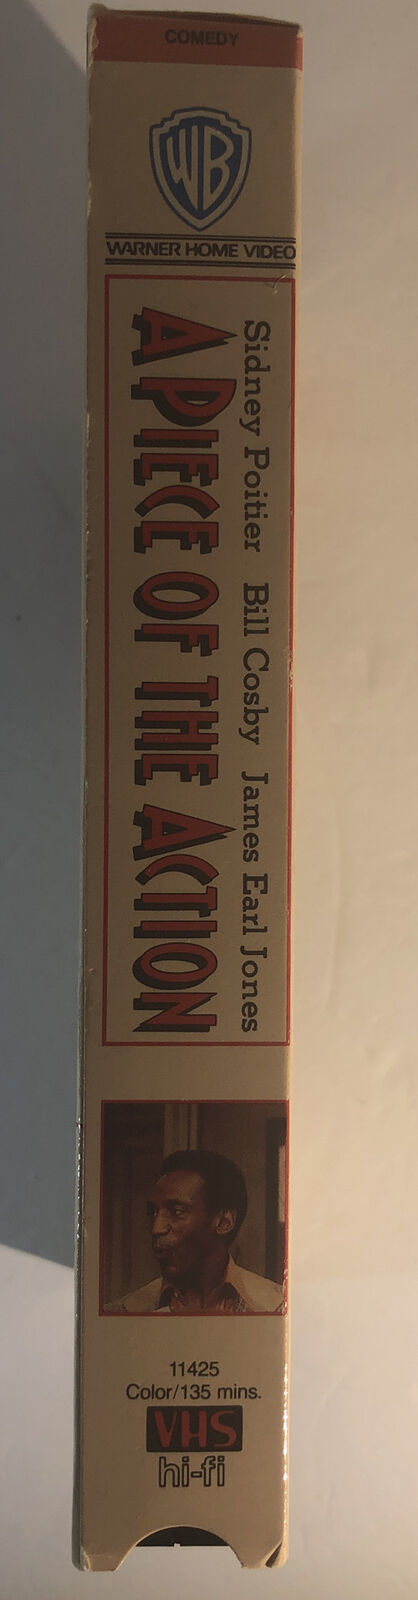 COMEDY
WB
WARNER HOME VIDEO
Sidney Poitier Bill Cosby James Earl Jones
A PIECE OF THE ACTION
11425
Color/135 mins.
VHS
hi-fi